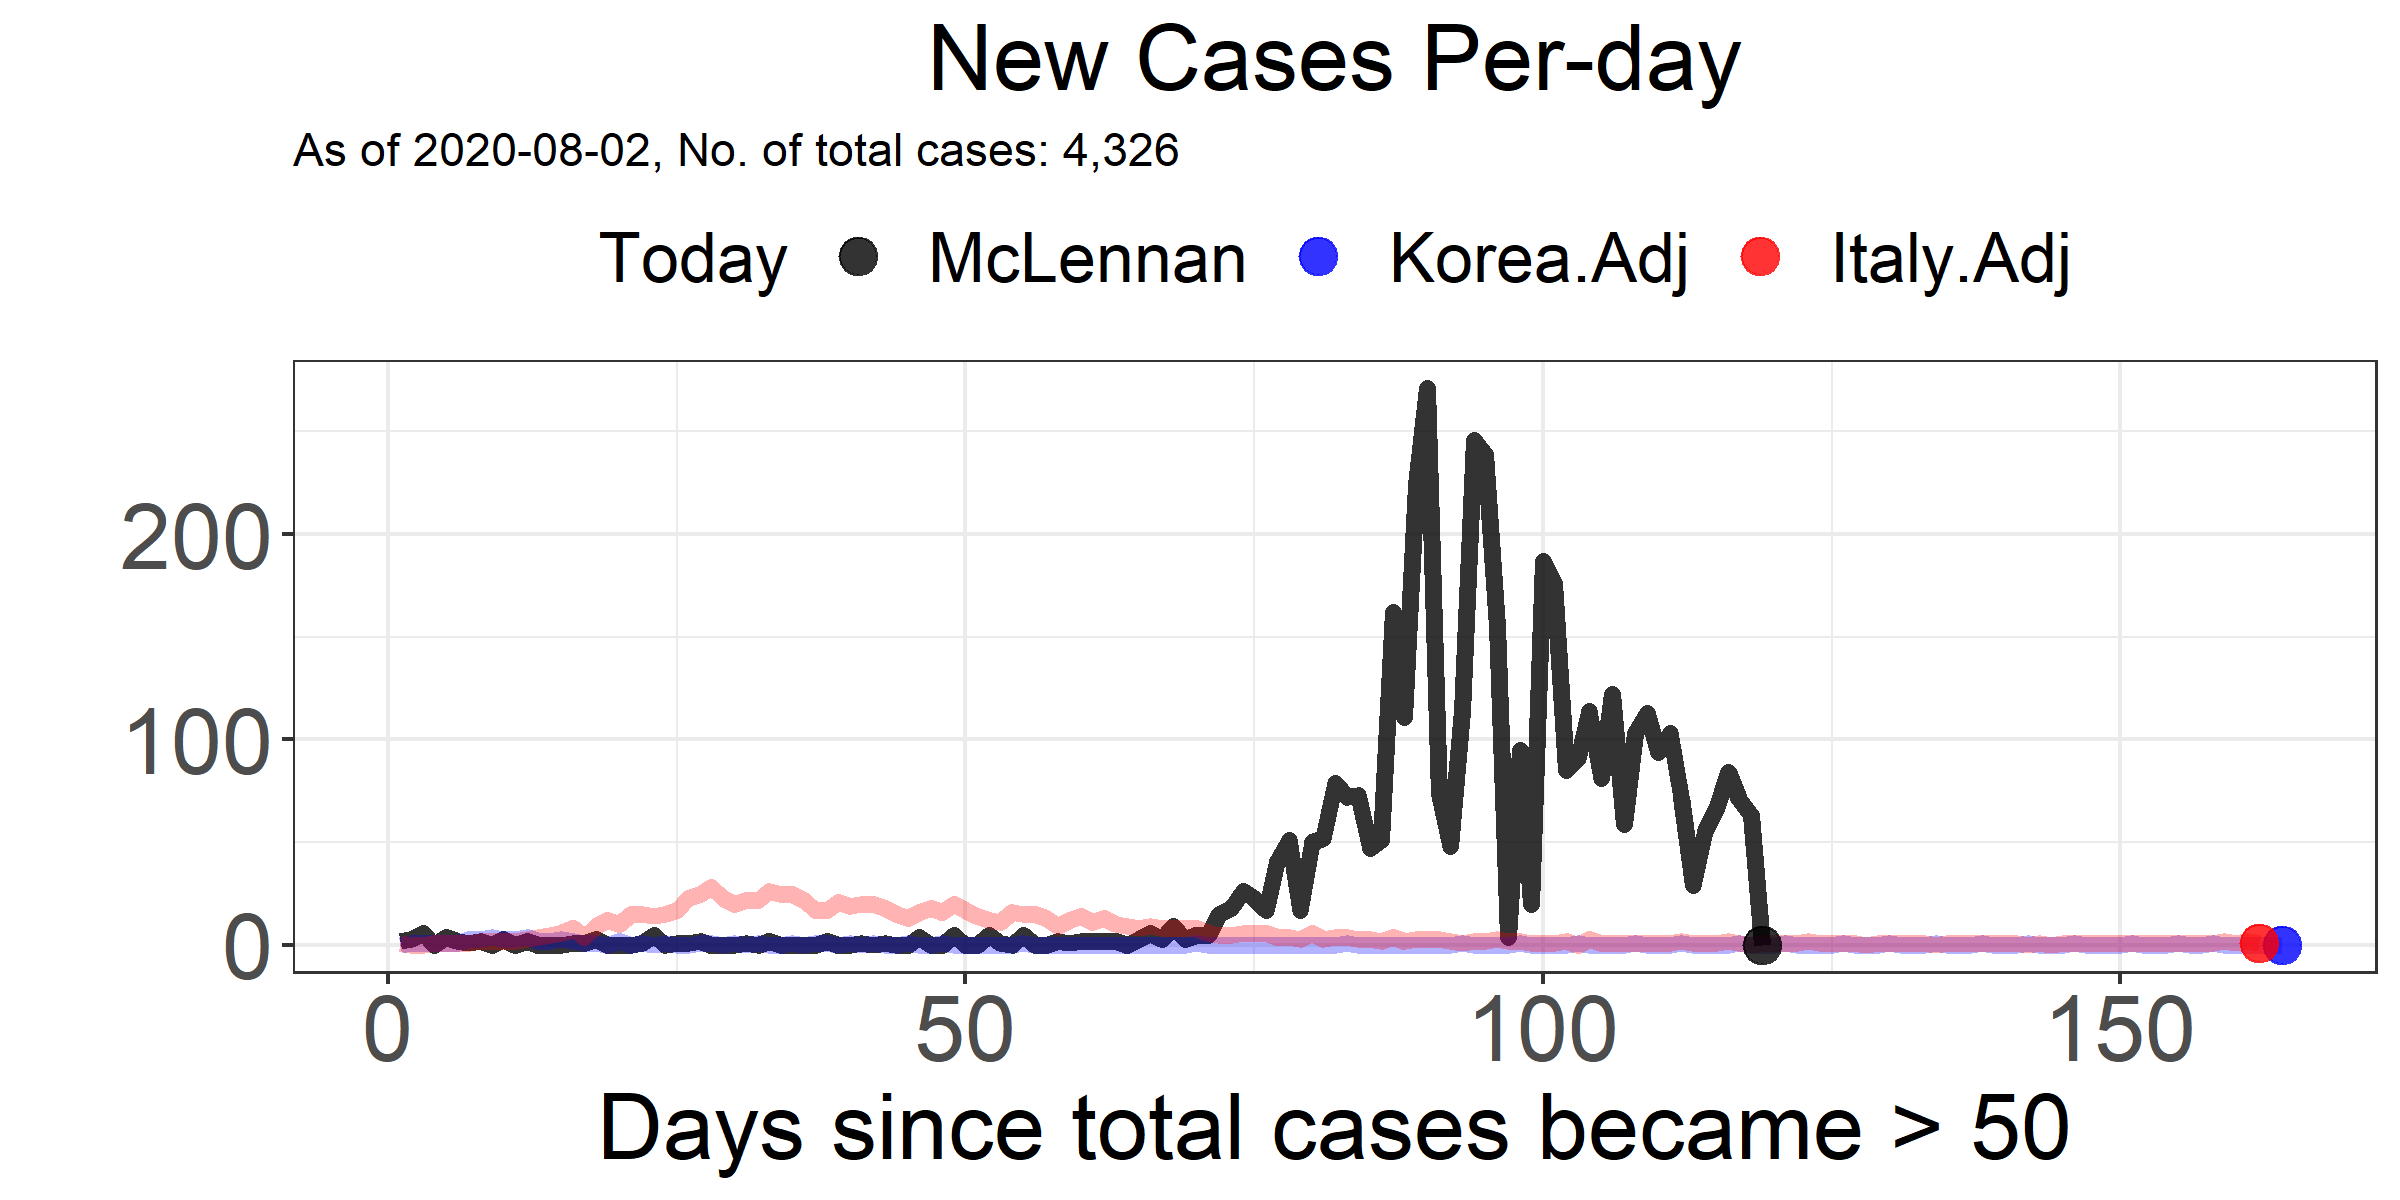 New Cases Per-day
As of 2020-08-02, No. of total cases: 4,326
Today McLennan Korea.Adj Italy.Adj
200
100
0
0 50 100 150
Days since total cases became > 50